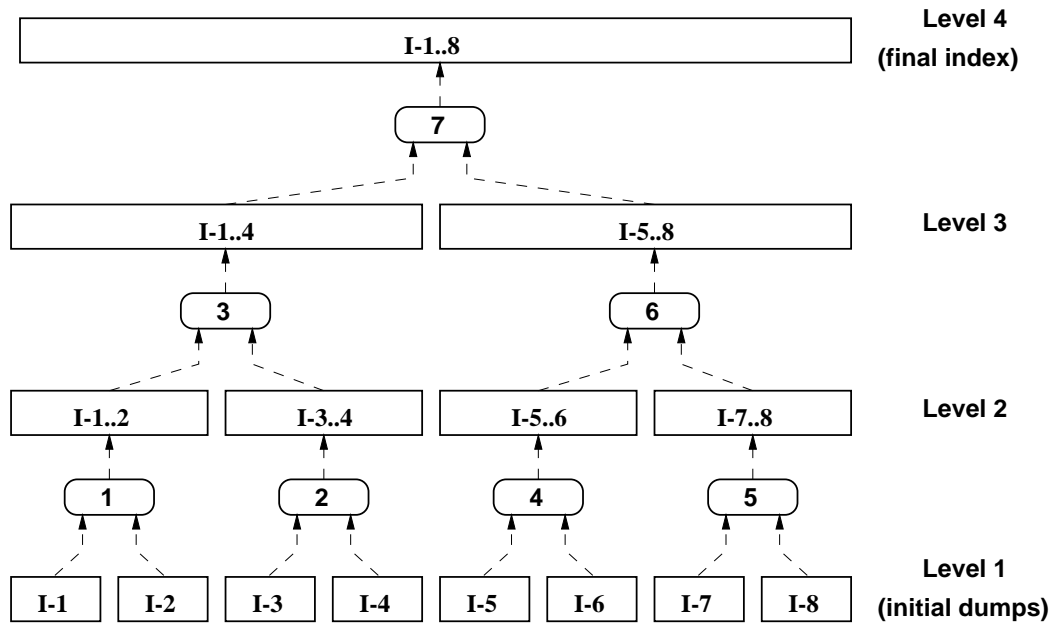 Level 4
I-1..8
(final index)
7
I-1..4 I-5..8 Level 3
3 6
I-1..2 I-3..4 I-5..6 I-7..8 Level 2
1 2 4 5
Level 1
I-1 I-2 I-3 I-4 I-5 I-6 I-7 I-8
(initial dumps)